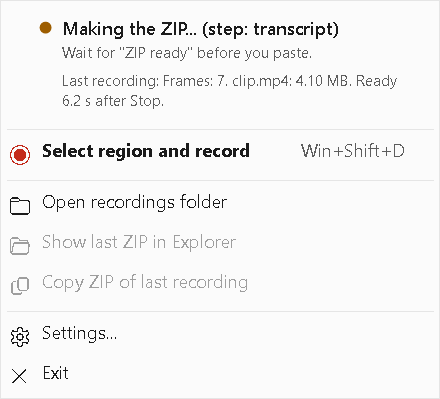 Making the ZIP... (step: transcript)
Wait for "ZIP ready" before you paste.
Last recording: Frames: 7. clip.mp4: 4.10 MB. Ready
6.2 s after Stop.
Select region and record Win+Shift+D
Open recordings folder
Show last ZIP in Explorer
Copy ZIP of last recording
Settings...
Exit